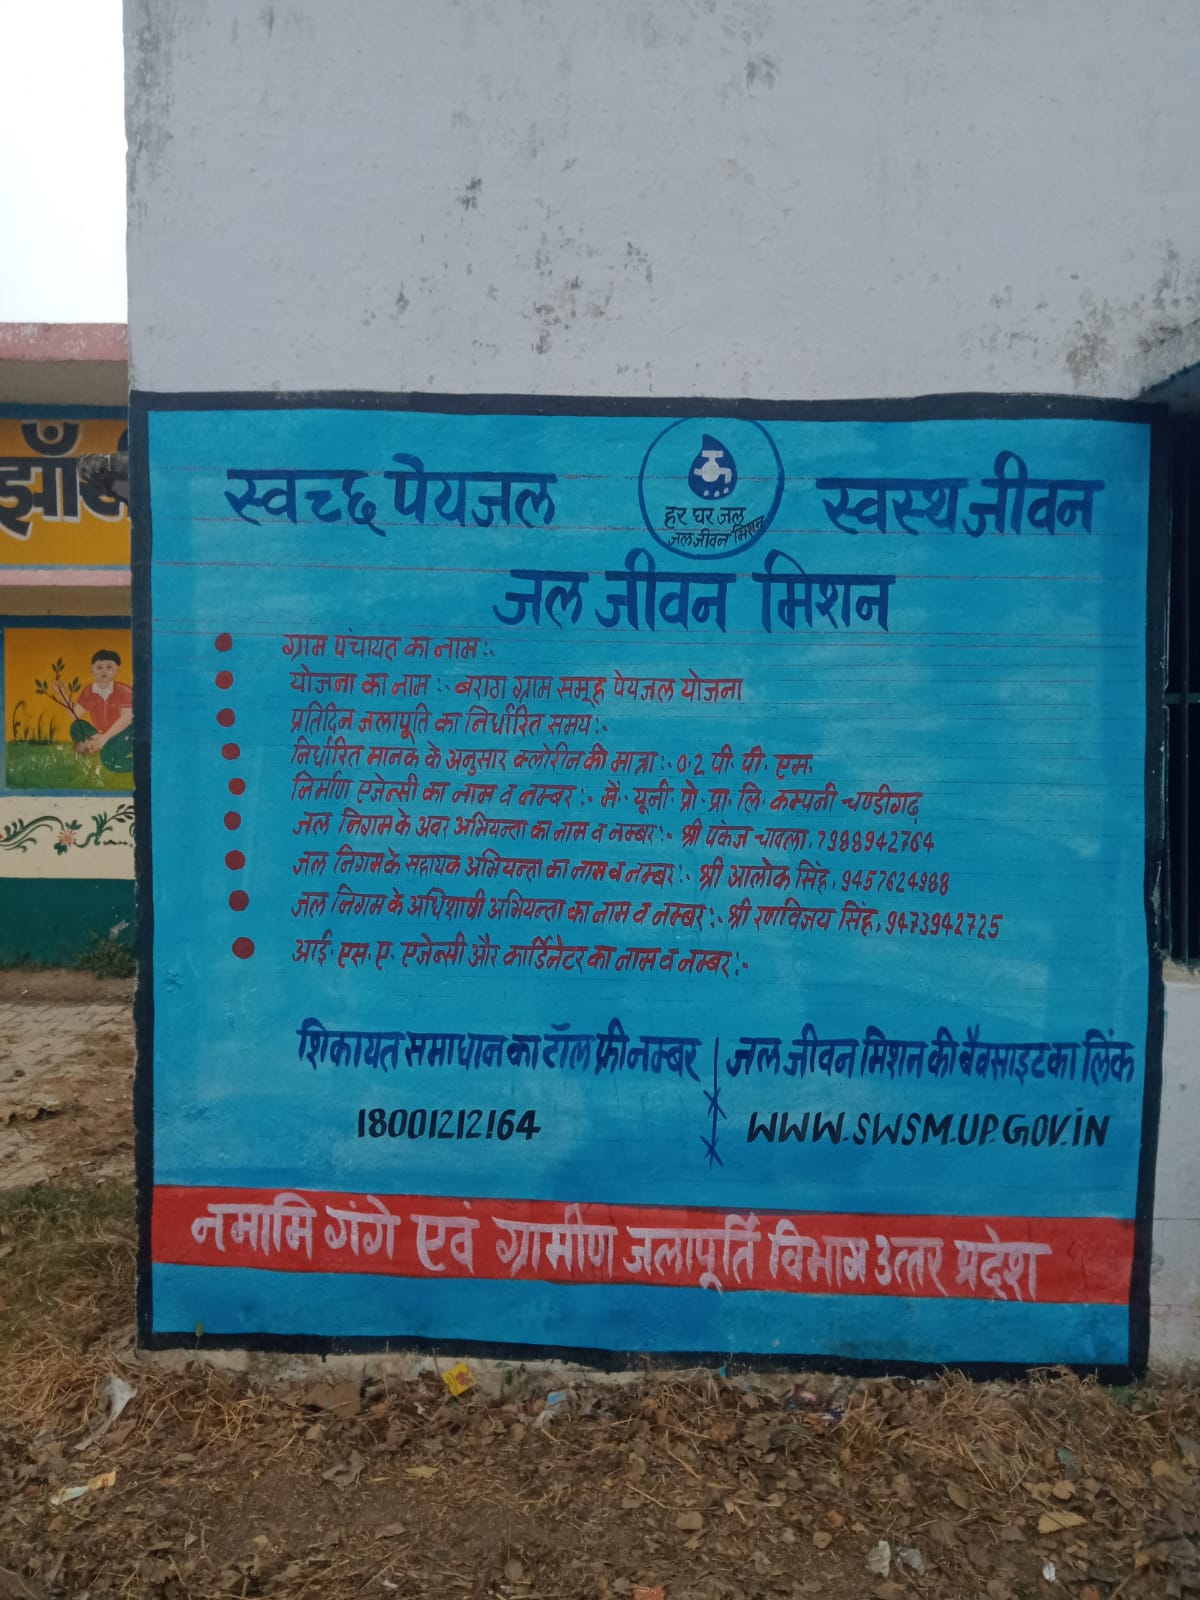 स्वच्छ पेयजल
हर घर जल
जल जीवन मिशन
स्वस्थ जीवन
जल जीवन मिशन
ग्राम पंचायत का नाम:-
योजना का नाम:- बराठा ग्राम समूह पेयजल योजना
प्रतिदिन जलापूर्ति का निर्धारित समय:-
निर्धारित मानक के अनुसार क्लोरीन की मात्रा:- 0.2 पी. पी. एम.
निर्माण एजेन्सी का नाम व नम्बर:- मै. यूनी. प्रो. प्रा. लि. कम्पनी चण्डीगढ़
जल निगम के अवर अभियन्ता का नाम व नम्बर:- श्री पंकज चावला, 7988942764
जल निगम के सहायक अभियन्ता का नाम व नम्बर:- श्री आलोक सिंह, 9457624988
जल निगम के अधिशाषी अभियन्ता का नाम व नम्बर:- श्री रणविजय सिंह, 9473942725
आई. एस. ए. एजेन्सी और कार्डिनेटर का नाम व नम्बर:-
शिकायत समाधान का टॉल फ्री नम्बर
18001212164
जल जीवन मिशन की बैवसाइट का लिंक
WWW.SWSM.UP.GOV.iN
नमामि गंगे एवं ग्रामीण जलापूर्ति विभाग उत्तर प्रदेश